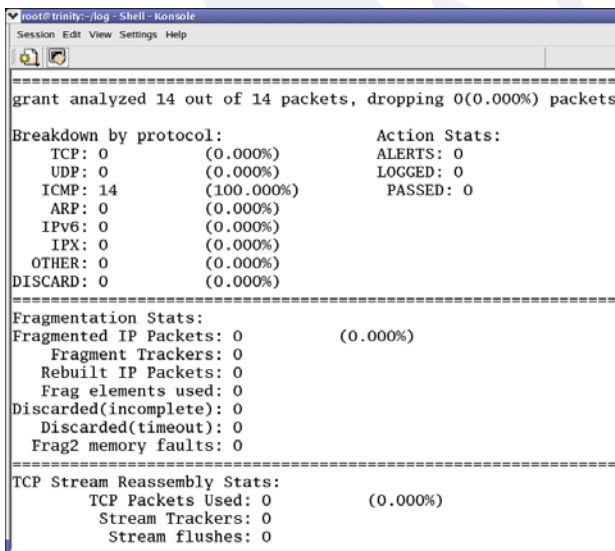 root@trinity:~/log - Shell - Konsole
Session Edit View Settings Help
grant analyzed 14 out of 14 packets, dropping 0(0.000%) packets
Breakdown by protocol: Action Stats:
TCP: 0 (0.000%) ALERTS: 0
UDP: 0 (0.000%) LOGGED: 0
ICMP: 14 (100.000%) PASSED: 0
ARP: 0 (0.000%)
IPv6: 0 (0.000%)
IPX: 0 (0.000%)
OTHER: 0 (0.000%)
DISCARD: 0 (0.000%)
Fragmentation Stats:
Fragmented IP Packets: 0 (0.000%)
Fragment Trackers: 0
Rebuilt IP Packets: 0
Frag elements used: 0
Discarded(incomplete): 0
Discarded(timeout): 0
Frag2 memory faults: 0
TCP Stream Reassembly Stats:
TCP Packets Used: 0 (0.000%)
Stream Trackers: 0
Stream flushes: 0